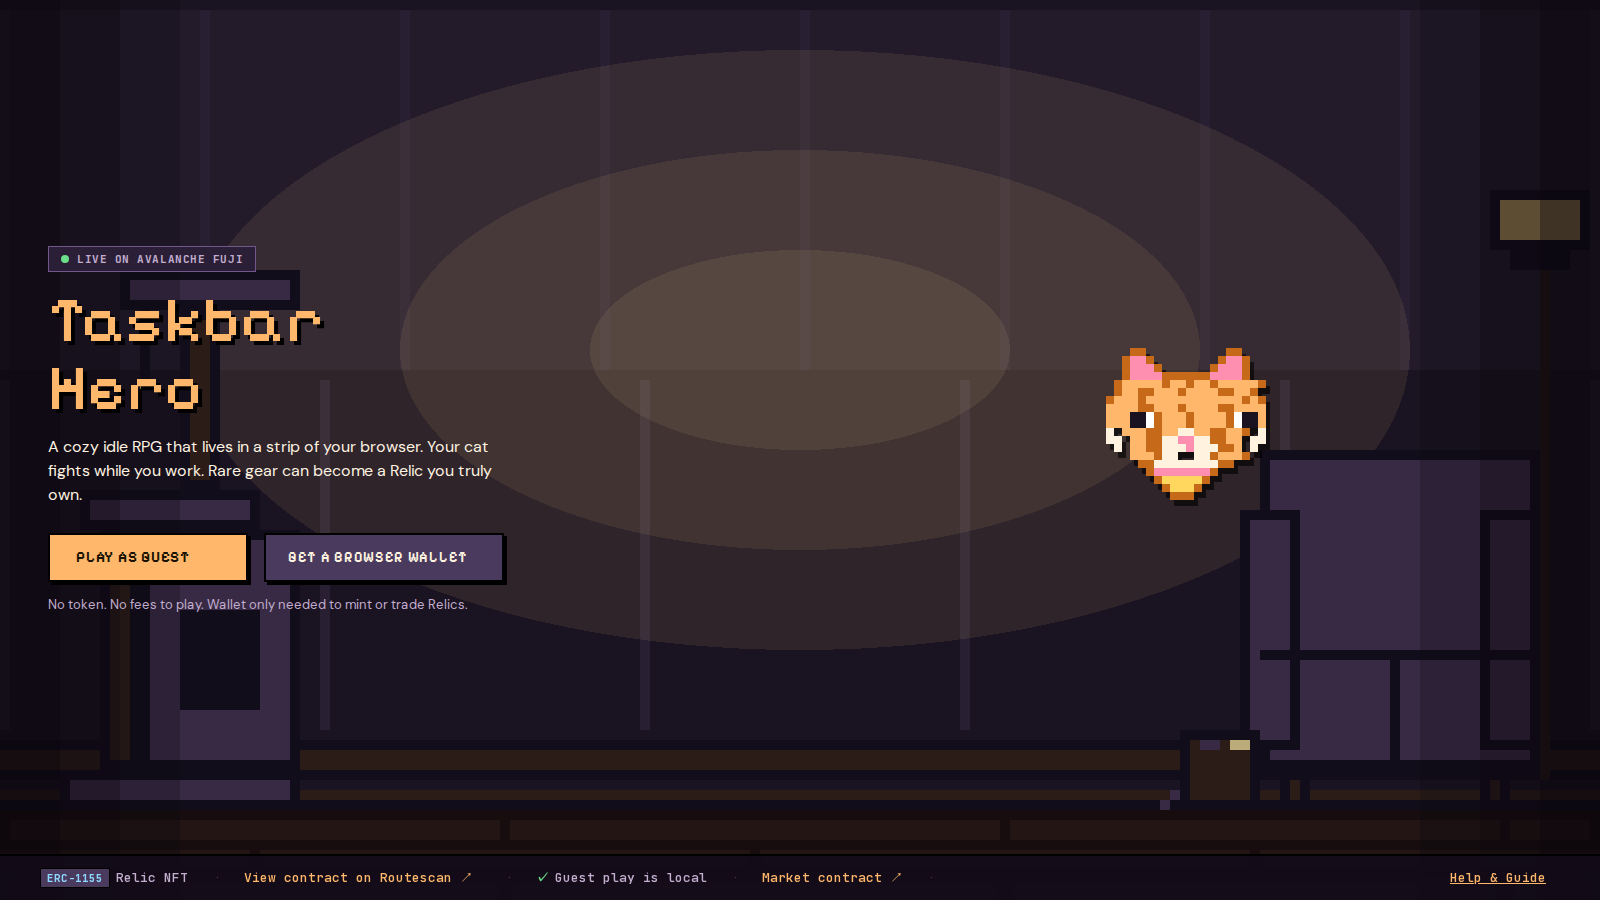 LIVE ON AVALANCHE FUJI
Taskbar
Hero
A cozy idle RPG that lives in a strip of your browser. Your cat
fights while you work. Rare gear can become a Relic you truly
own.
PLAY AS GUEST
GET A BROWSER WALLET
No token. No fees to play. Wallet only needed to mint or trade Relics.
ERC-1155 Relic NFT · View contract on Routescan ↗ · ✓ Guest play is local · Market contract ↗ ·
Help & Guide